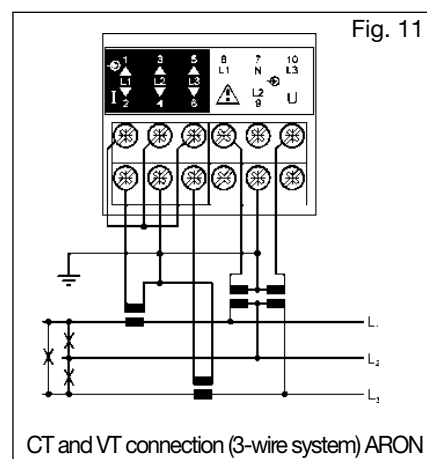 Fig. 11
1 3 5 8 7 10
L1 N L3
L1 L2 L3
L2
I U
2 4 6 9
L1
L2
L3
CT and VT connection (3-wire system) ARON